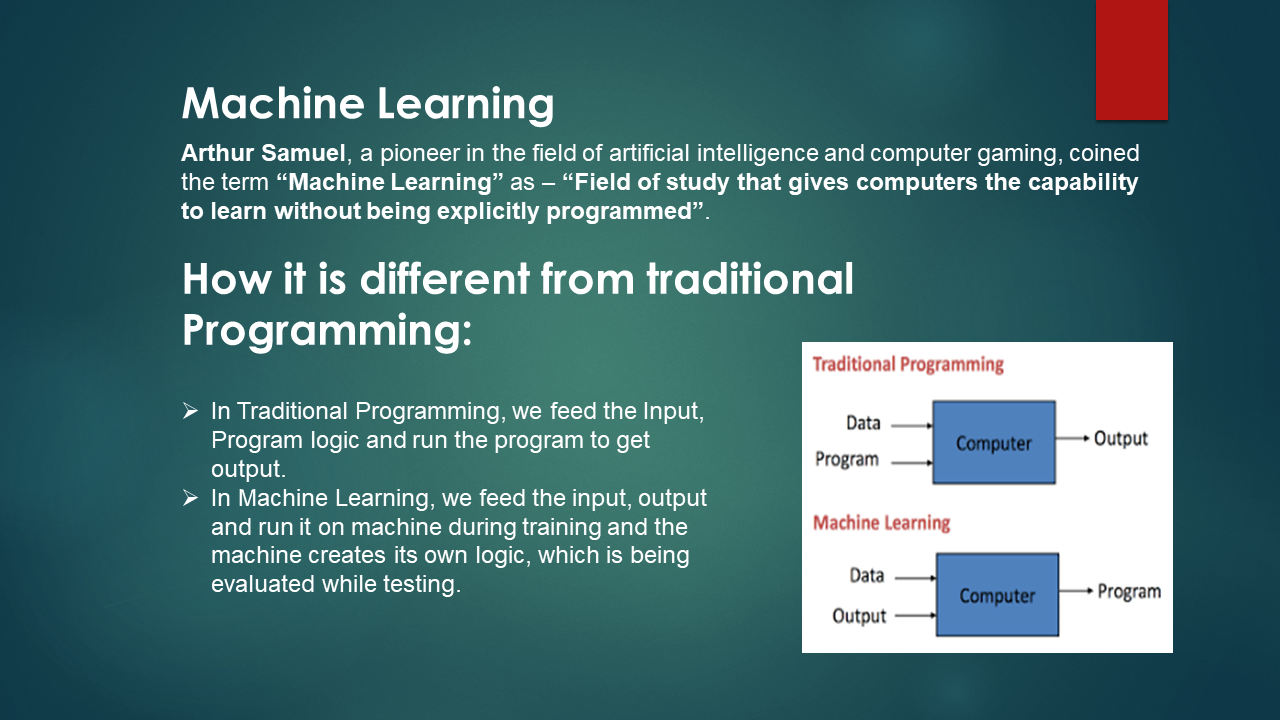 Machine Learning
Arthur Samuel, a pioneer in the field of artificial intelligence and computer gaming, coined
the term “Machine Learning” as – “Field of study that gives computers the capability
to learn without being explicitly programmed”.
How it is different from traditional
Programming:
➢ In Traditional Programming, we feed the Input,
Program logic and run the program to get
output.
➢ In Machine Learning, we feed the input, output
and run it on machine during training and the
machine creates its own logic, which is being
evaluated while testing.
Traditional Programming
Data
Program
Computer
Output
Machine Learning
Data
Output
Computer
Program